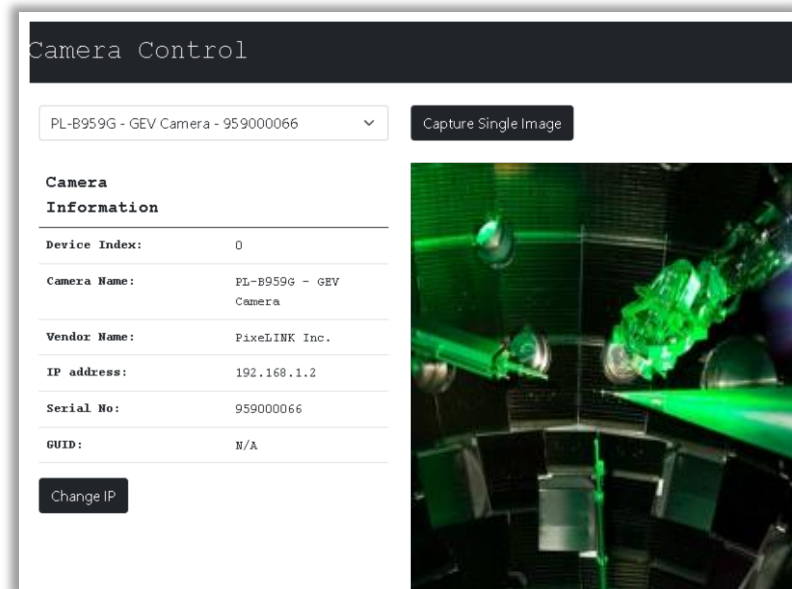 Camera Control
PL-B959G - GEV Camera - 959000066
Capture Single Image
Camera
Information
Device Index: 0
Camera Name: PL-B959G - GEV
Camera
Vendor Name: PixeLINK Inc.
IP address: 192.168.1.2
Serial No: 959000066
GUID: N/A
Change IP